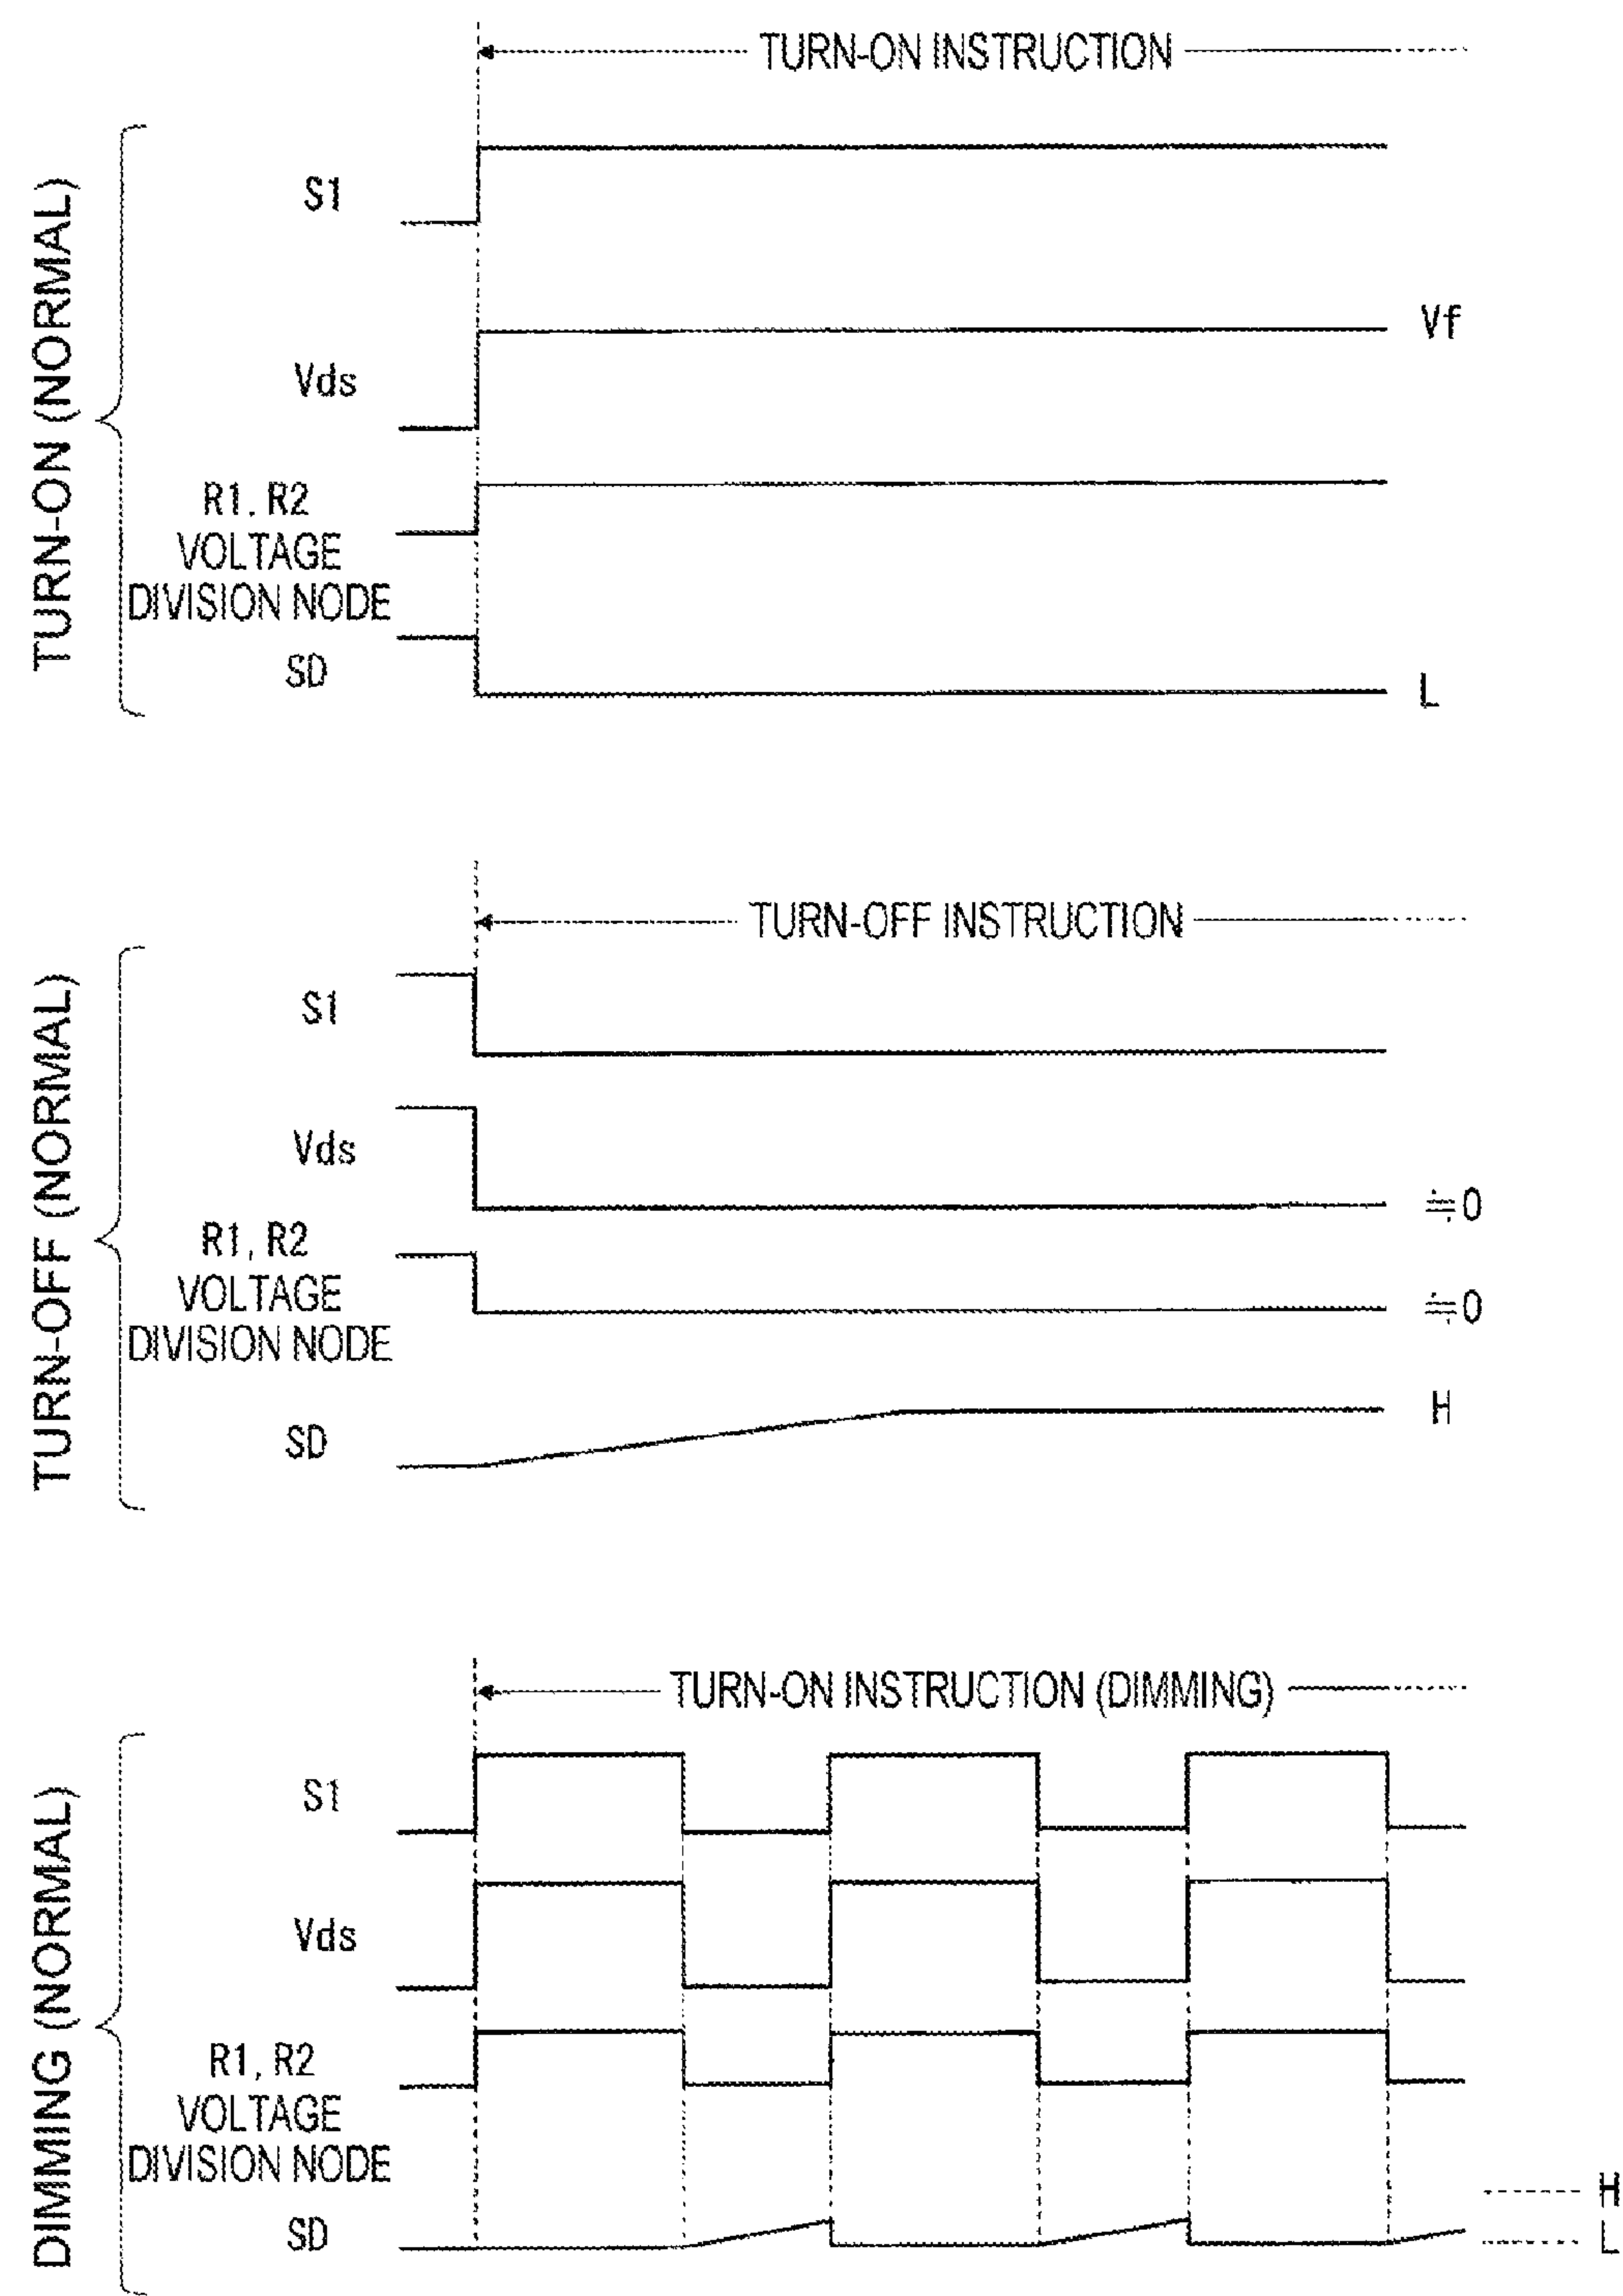 TURN-ON INSTRUCTION
TURN-ON (NORMAL)
S1
Vds
Vf
R1, R2
VOLTAGE
DIVISION NODE
SD
L
TURN-OFF INSTRUCTION
TURN-OFF (NORMAL)
S1
Vds
≒0
R1, R2
VOLTAGE
DIVISION NODE
≒0
SD
H
TURN-ON INSTRUCTION (DIMMING)
DIMMING (NORMAL)
S1
Vds
R1, R2
VOLTAGE
DIVISION NODE
H
SD
L